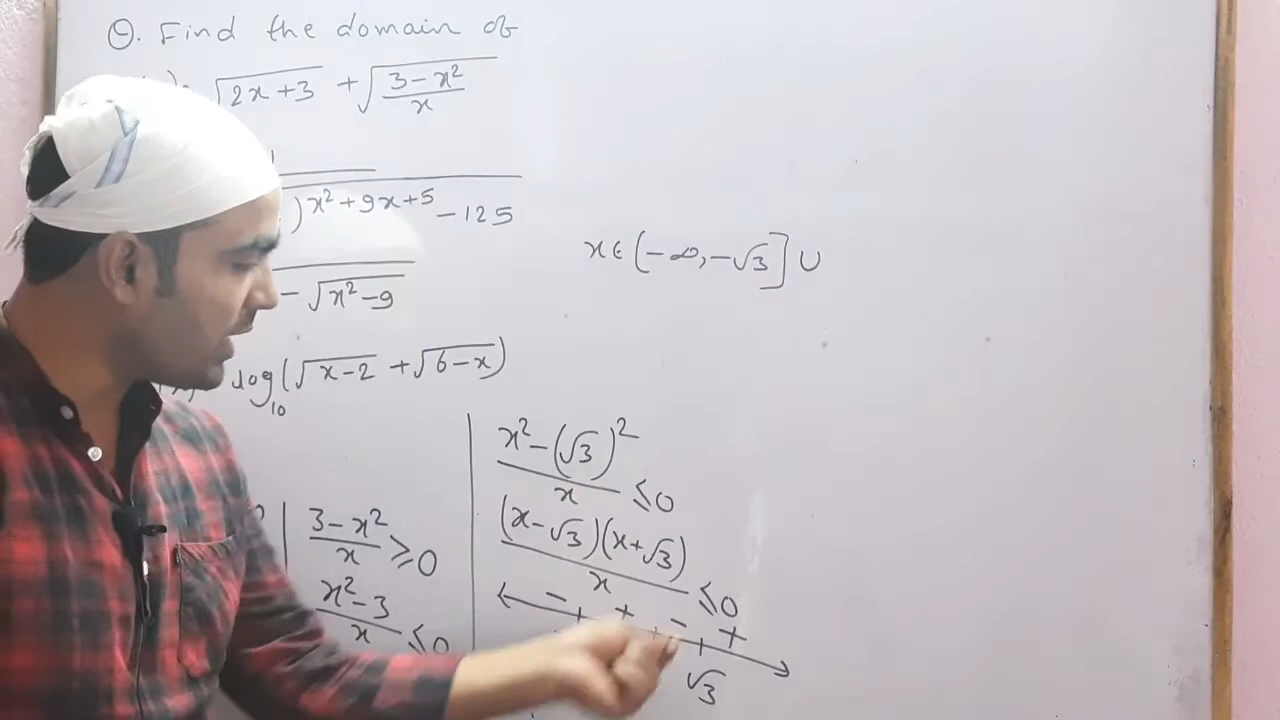 Q. Find the domain of
√(2x+3) + √((3-x²)/x)
)^(x²+9x+5) - 125
- √(x²-9)
log₁₀(√(x-2) + √(6-x))
x ∈ (-∞, -√3] ∪
(3-x²)/x ≥ 0
(x²-3)/x ≤ 0
(x²-(√3)²)/x ≤ 0
((x-√3)(x+√3))/x ≤ 0
- + - +
√3